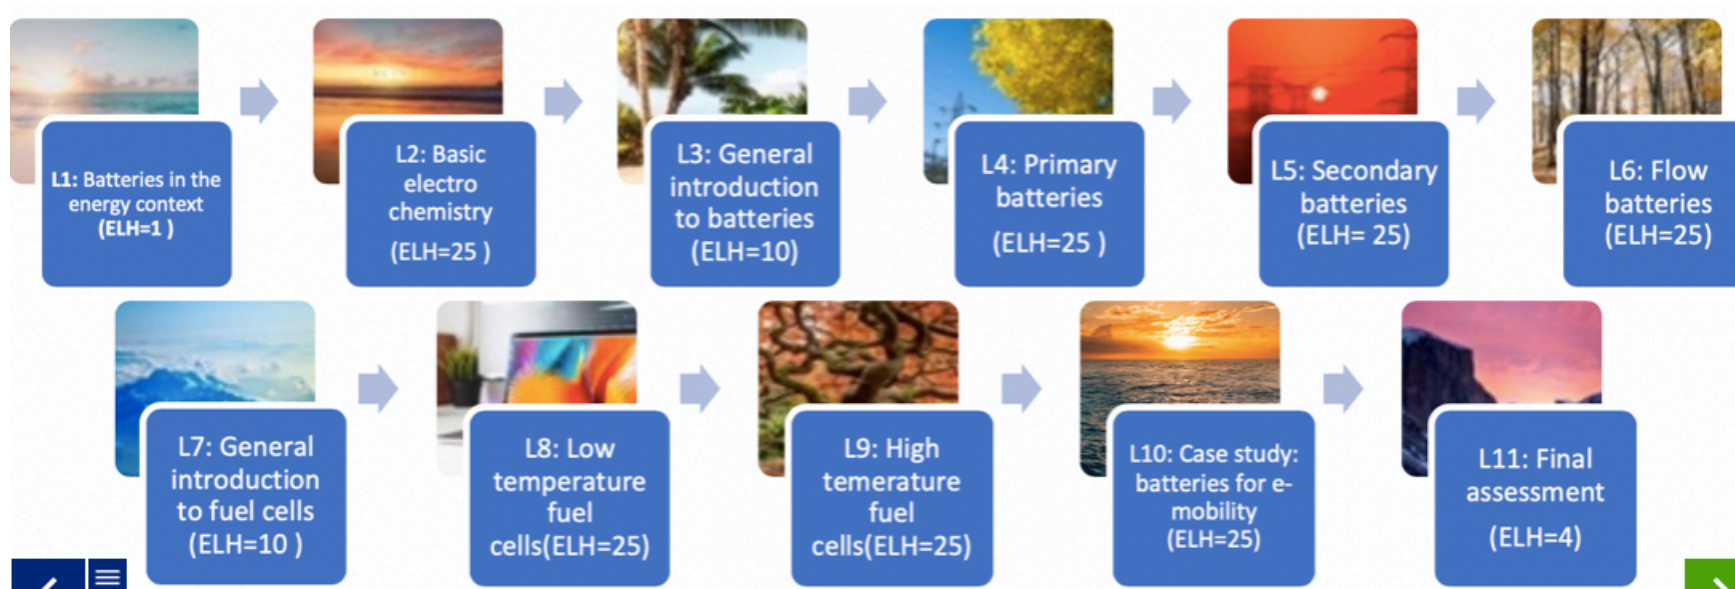 L1: Batteries in the
energy context
(ELH=1 )
L2: Basic
electro
chemistry
(ELH=25 )
L3: General
introduction
to batteries
(ELH=10)
L4: Primary
batteries
(ELH=25 )
L5: Secondary
batteries
(ELH= 25)
L6: Flow
batteries
(ELH=25)
L7: General
introduction
to fuel cells
(ELH=10 )
L8: Low
temperature
fuel
cells(ELH=25)
L9: High
temerature
fuel
cells(ELH=25)
L10: Case study:
batteries for e-
mobility
(ELH=25)
L11: Final
assessment
(ELH=4)